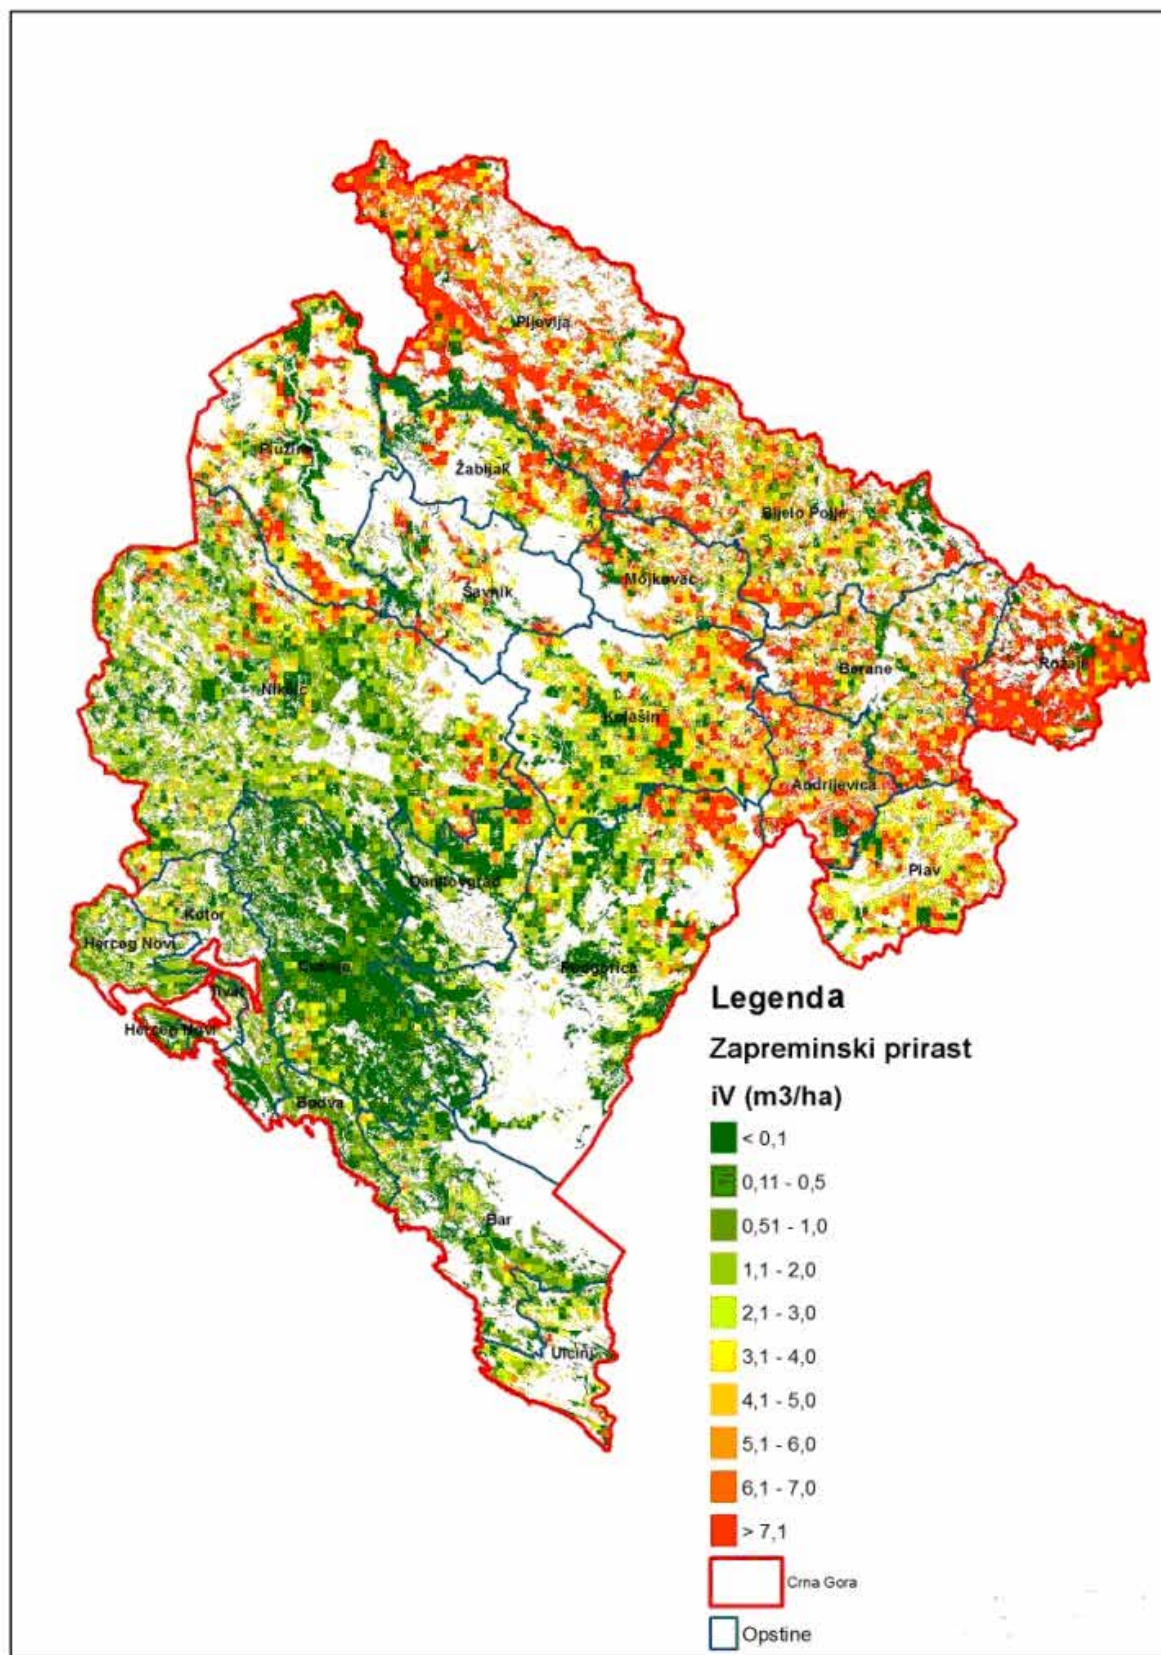 Pljevlja
Plužine
Žabljak
Bijelo Polje
Mojkovac
Šavnik
Berane
Rožaje
Nikšić
Kolašin
Andrijevica
Plav
Danilovgrad
Kotor
Herceg Novi
Cetinje
Podgorica
Tivat
Herceg Novi
Budva
Bar
Ulcinj
Legenda
Zapreminski prirast
iV (m3/ha)
< 0,1
0,11 - 0,5
0,51 - 1,0
1,1 - 2,0
2,1 - 3,0
3,1 - 4,0
4,1 - 5,0
5,1 - 6,0
6,1 - 7,0
> 7,1
Crna Gora
Opstine